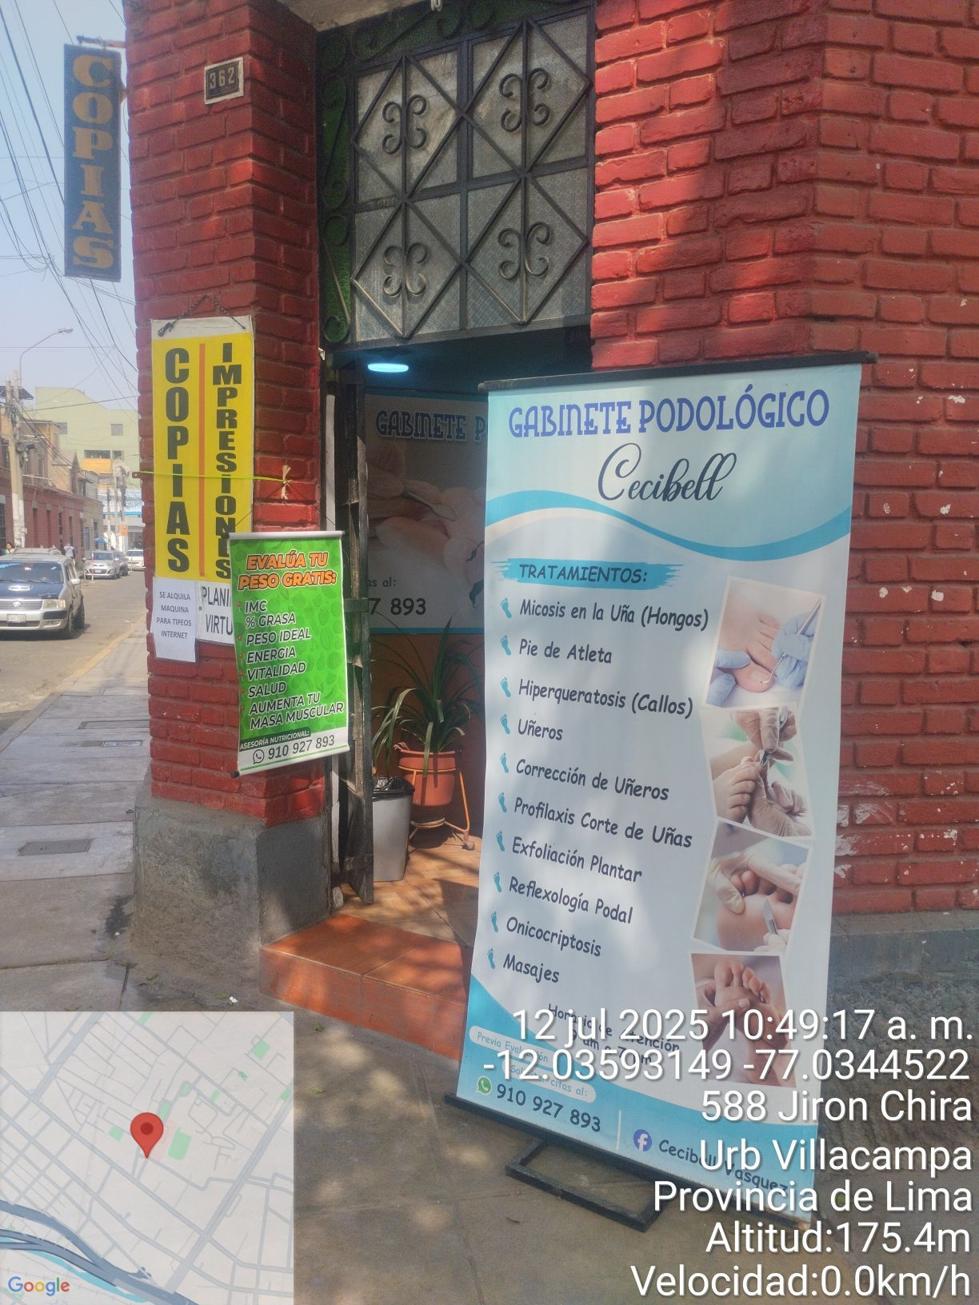 COPIAS
362
COPIAS
IMPRESIONES
SE ALQUILA
MAQUINA
PARA TIPEOS
INTERNET
EVALÚA TU
PESO GRATIS:
IMC
% GRASA
PESO IDEAL
ENERGIA
VITALIDAD
SALUD
AUMENTA TU
MASA MUSCULAR
ASESORÍA NUTRICIONAL:
910 927 893
GABINETE
893
GABINETE PODOLÓGICO
Cecibell
TRATAMIENTOS:
Micosis en la Uña (Hongos)
Pie de Atleta
Hiperqueratosis (Callos)
Uñeros
Corrección de Uñeros
Profilaxis Corte de Uñas
Exfoliación Plantar
Reflexología Podal
Onicocriptosis
Masajes
910 927 893
Cecibell Vasquez
12 jul 2025 10:49:17 a. m.
-12.03593149 -77.0344522
588 Jiron Chira
Urb Villacampa
Provincia de Lima
Altitud:175.4m
Velocidad:0.0km/h
Google